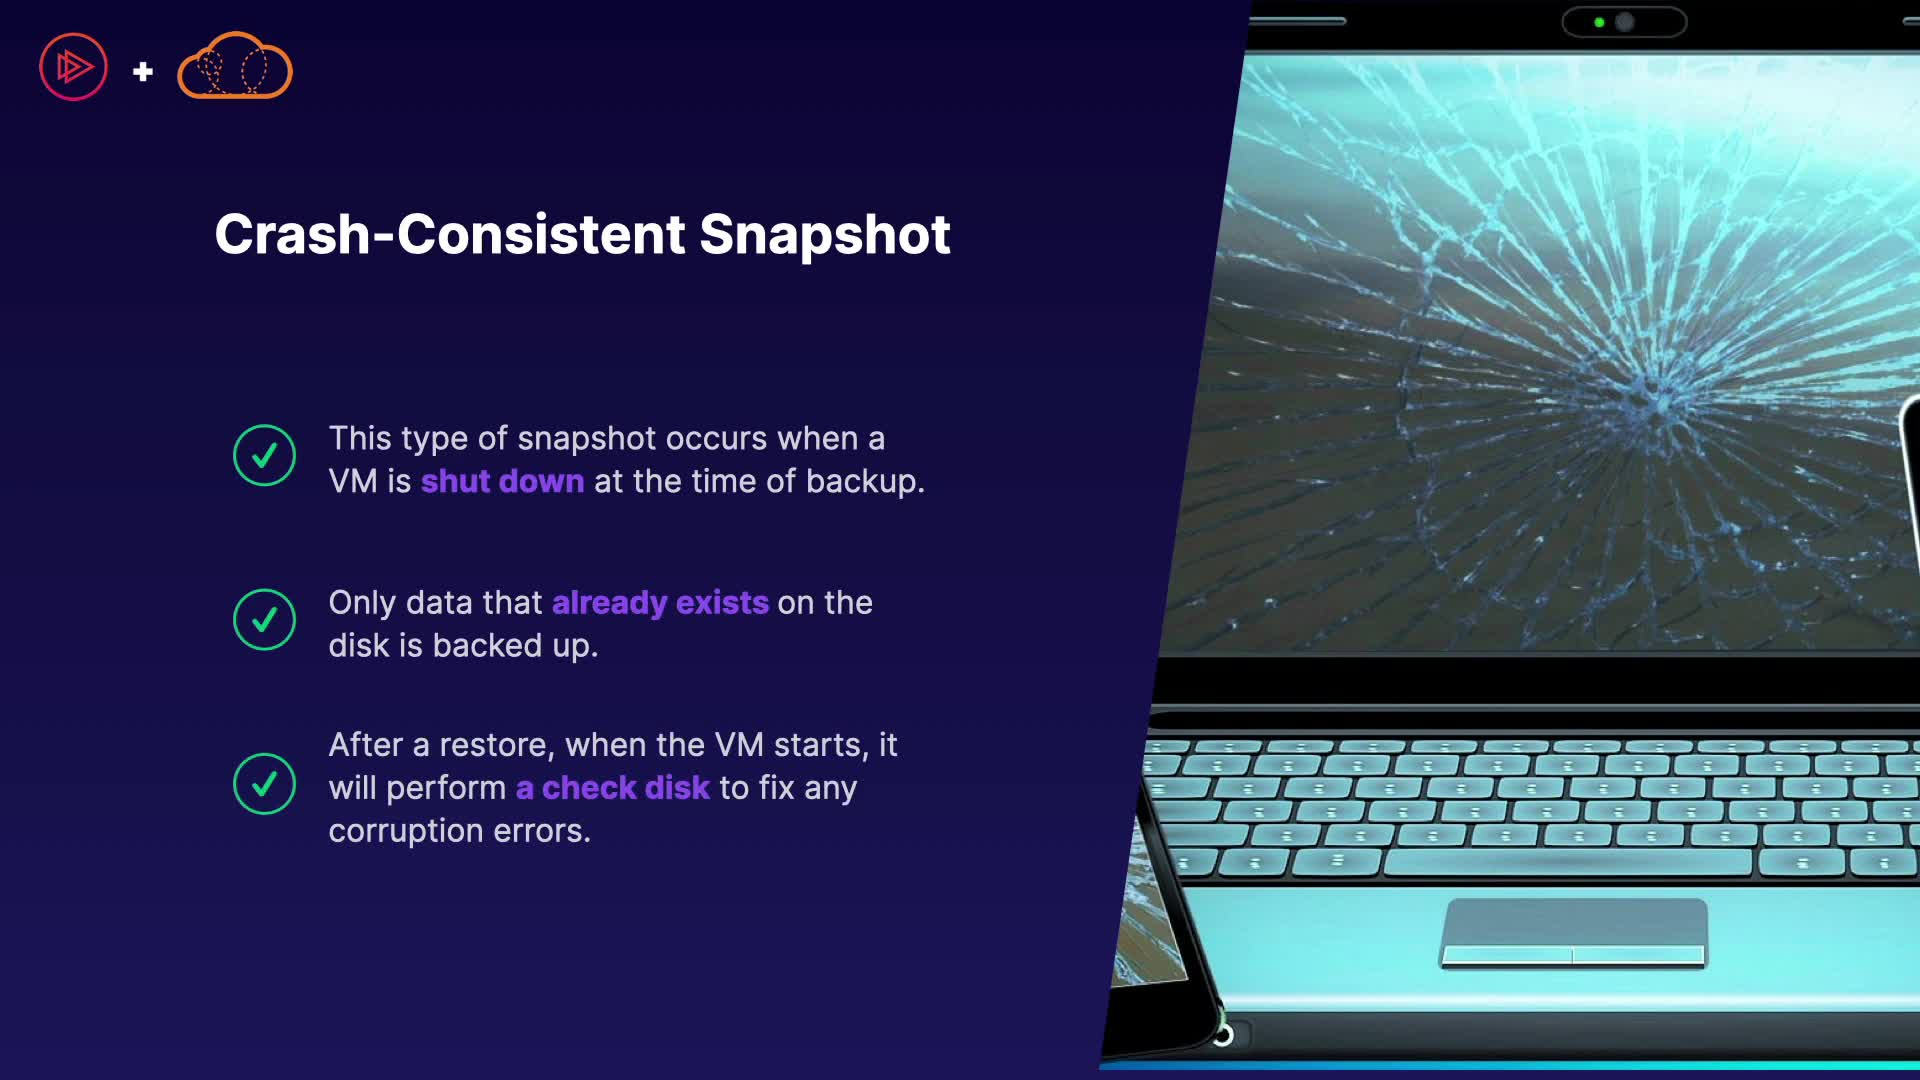 Crash-Consistent Snapshot
This type of snapshot occurs when a
VM is shut down at the time of backup.
Only data that already exists on the
disk is backed up.
After a restore, when the VM starts, it
will perform a check disk to fix any
corruption errors.